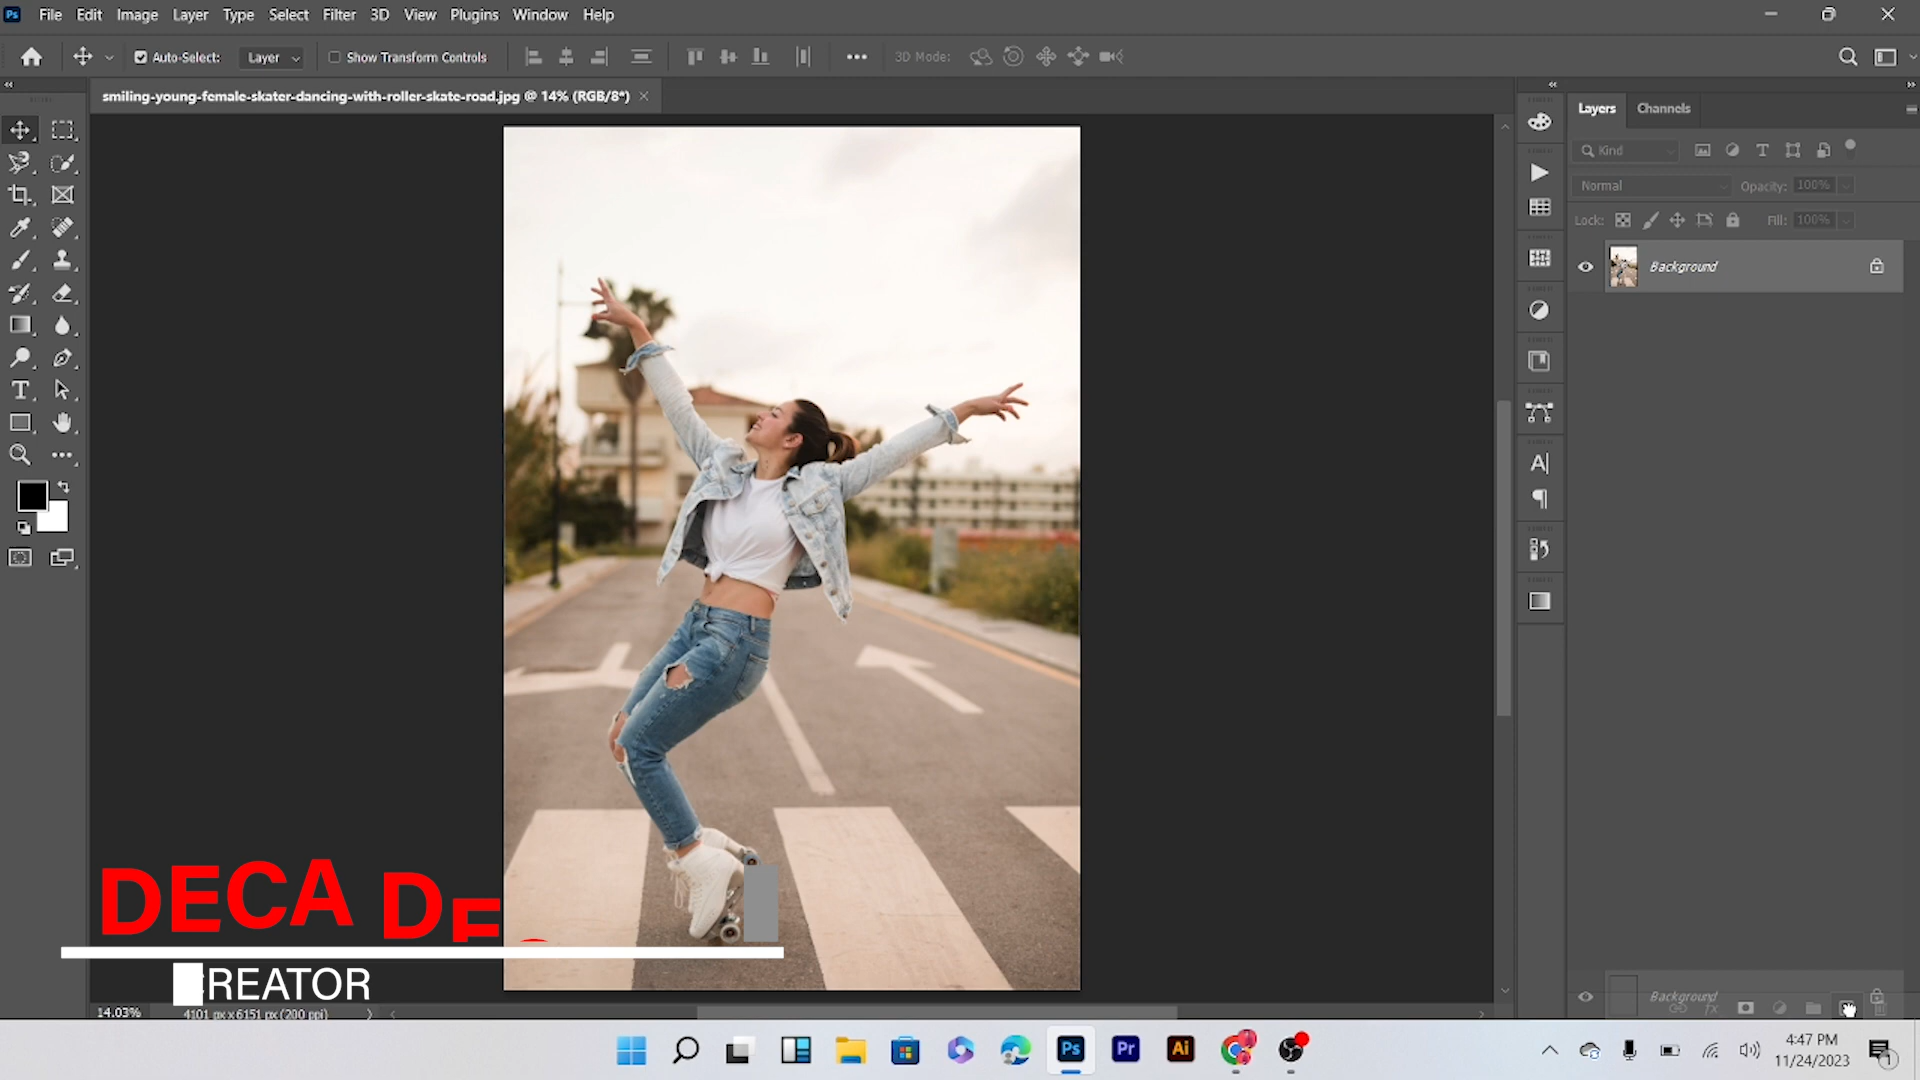 File Edit Image Layer Type Select Filter 3D View Plugins Window Help
Auto-Select: Layer Show Transform Controls 3D Mode:
smiling-young-female-skater-dancing-with-roller-skate-road.jpg @ 14% (RGB/8*)
Layers Channels
Kind
Normal Opacity: 100%
Lock: Fill: 100%
Background
DECA DE
REATOR
Background
14.03% 4101 px x 6151 px (200 ppi)
4:47 PM
11/24/2023